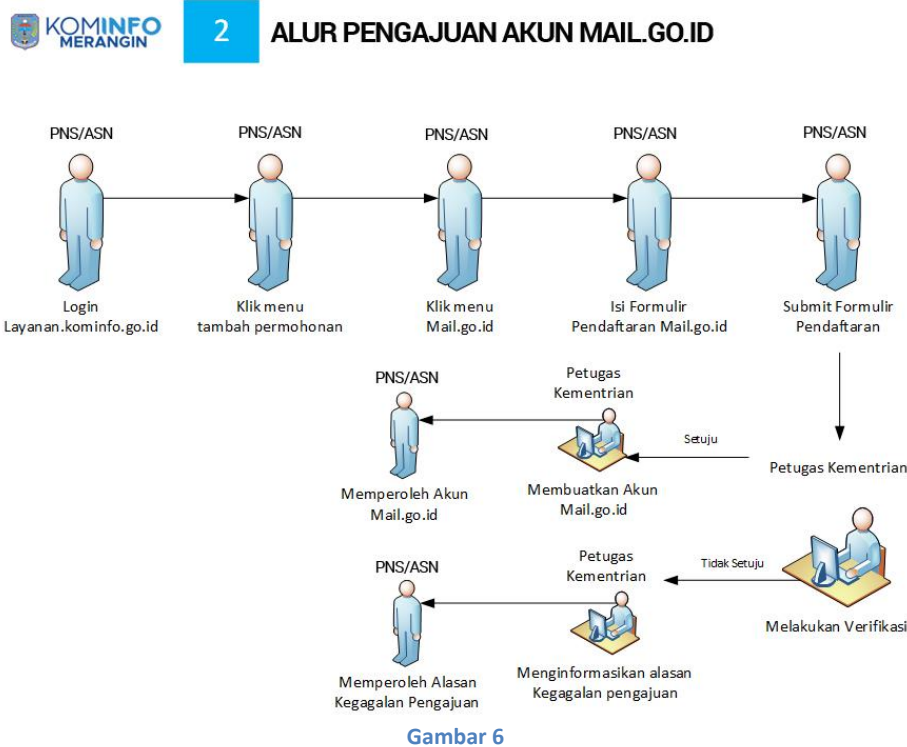 KOMINFO
MERANGIN
2
ALUR PENGAJUAN AKUN MAIL.GO.ID
PNS/ASN
PNS/ASN
PNS/ASN
PNS/ASN
PNS/ASN
Login
Layanan.kominfo.go.id
Klik menu
tambah permohonan
Klik menu
Mail.go.id
Isi Formulir
Pendaftaran Mail.go.id
Submit Formulir
Pendaftaran
PNS/ASN
Petugas
Kementrian
Setuju
Petugas Kementrian
Memperoleh Akun
Mail.go.id
Membuatkan Akun
Mail.go.id
PNS/ASN
Petugas
Kementrian
Tidak Setuju
Melakukan Verifikasi
Memperoleh Alasan
Kegagalan Pengajuan
Menginformasikan alasan
Kegagalan pengajuan
Gambar 6